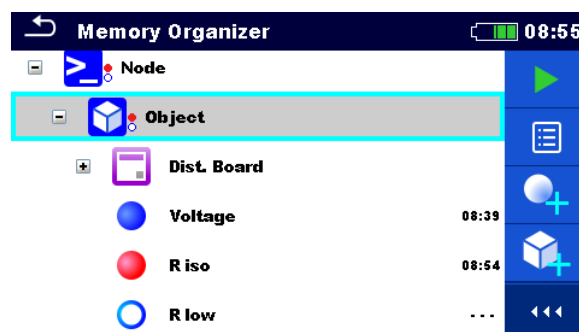 Memory Organizer 08:55
Node
Object
Dist. Board
Voltage 08:39
R iso 08:54
R low ---